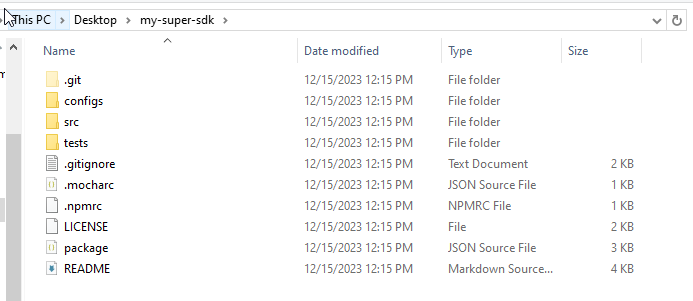 This PC > Desktop > my-super-sdk >
Name Date modified Type Size
.git 12/15/2023 12:15 PM File folder
configs 12/15/2023 12:15 PM File folder
src 12/15/2023 12:15 PM File folder
tests 12/15/2023 12:15 PM File folder
.gitignore 12/15/2023 12:15 PM Text Document 2 KB
.mocharc 12/15/2023 12:15 PM JSON Source File 1 KB
.npmrc 12/15/2023 12:15 PM NPMRC File 1 KB
LICENSE 12/15/2023 12:15 PM File 2 KB
package 12/15/2023 12:15 PM JSON Source File 3 KB
README 12/15/2023 12:15 PM Markdown Source... 4 KB